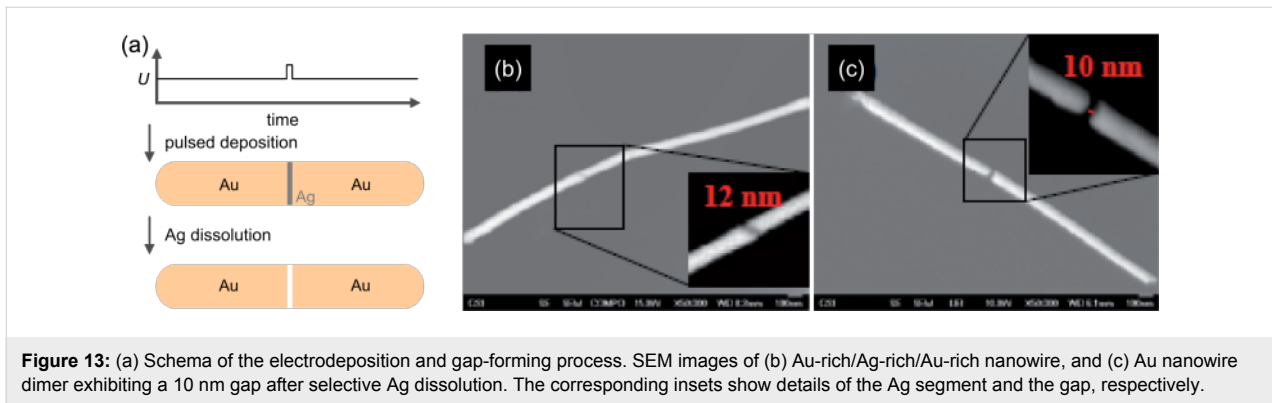 (a)
U
time
pulsed deposition
Au
Ag
Au
Ag dissolution
Au
Au
(b)
12 nm
(c)
10 nm
Figure 13: (a) Schema of the electrodeposition and gap-forming process. SEM images of (b) Au-rich/Ag-rich/Au-rich nanowire, and (c) Au nanowire
dimer exhibiting a 10 nm gap after selective Ag dissolution. The corresponding insets show details of the Ag segment and the gap, respectively.